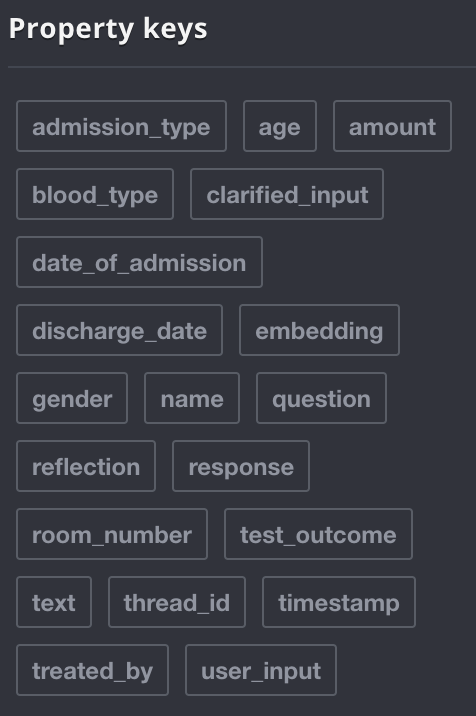 Property keys
admission_type age amount
blood_type clarified_input
date_of_admission
discharge_date embedding
gender name question
reflection response
room_number test_outcome
text thread_id timestamp
treated_by user_input